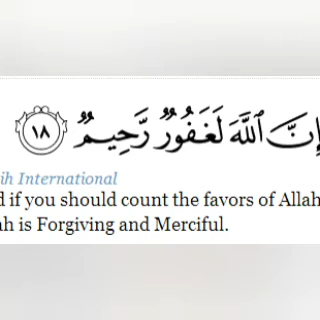 إِنَّ ٱللَّهَ لَغَفُورٌ رَّحِيمٌ ١٨
ih International
d if you should count the favors of Allah
ah is Forgiving and Merciful.